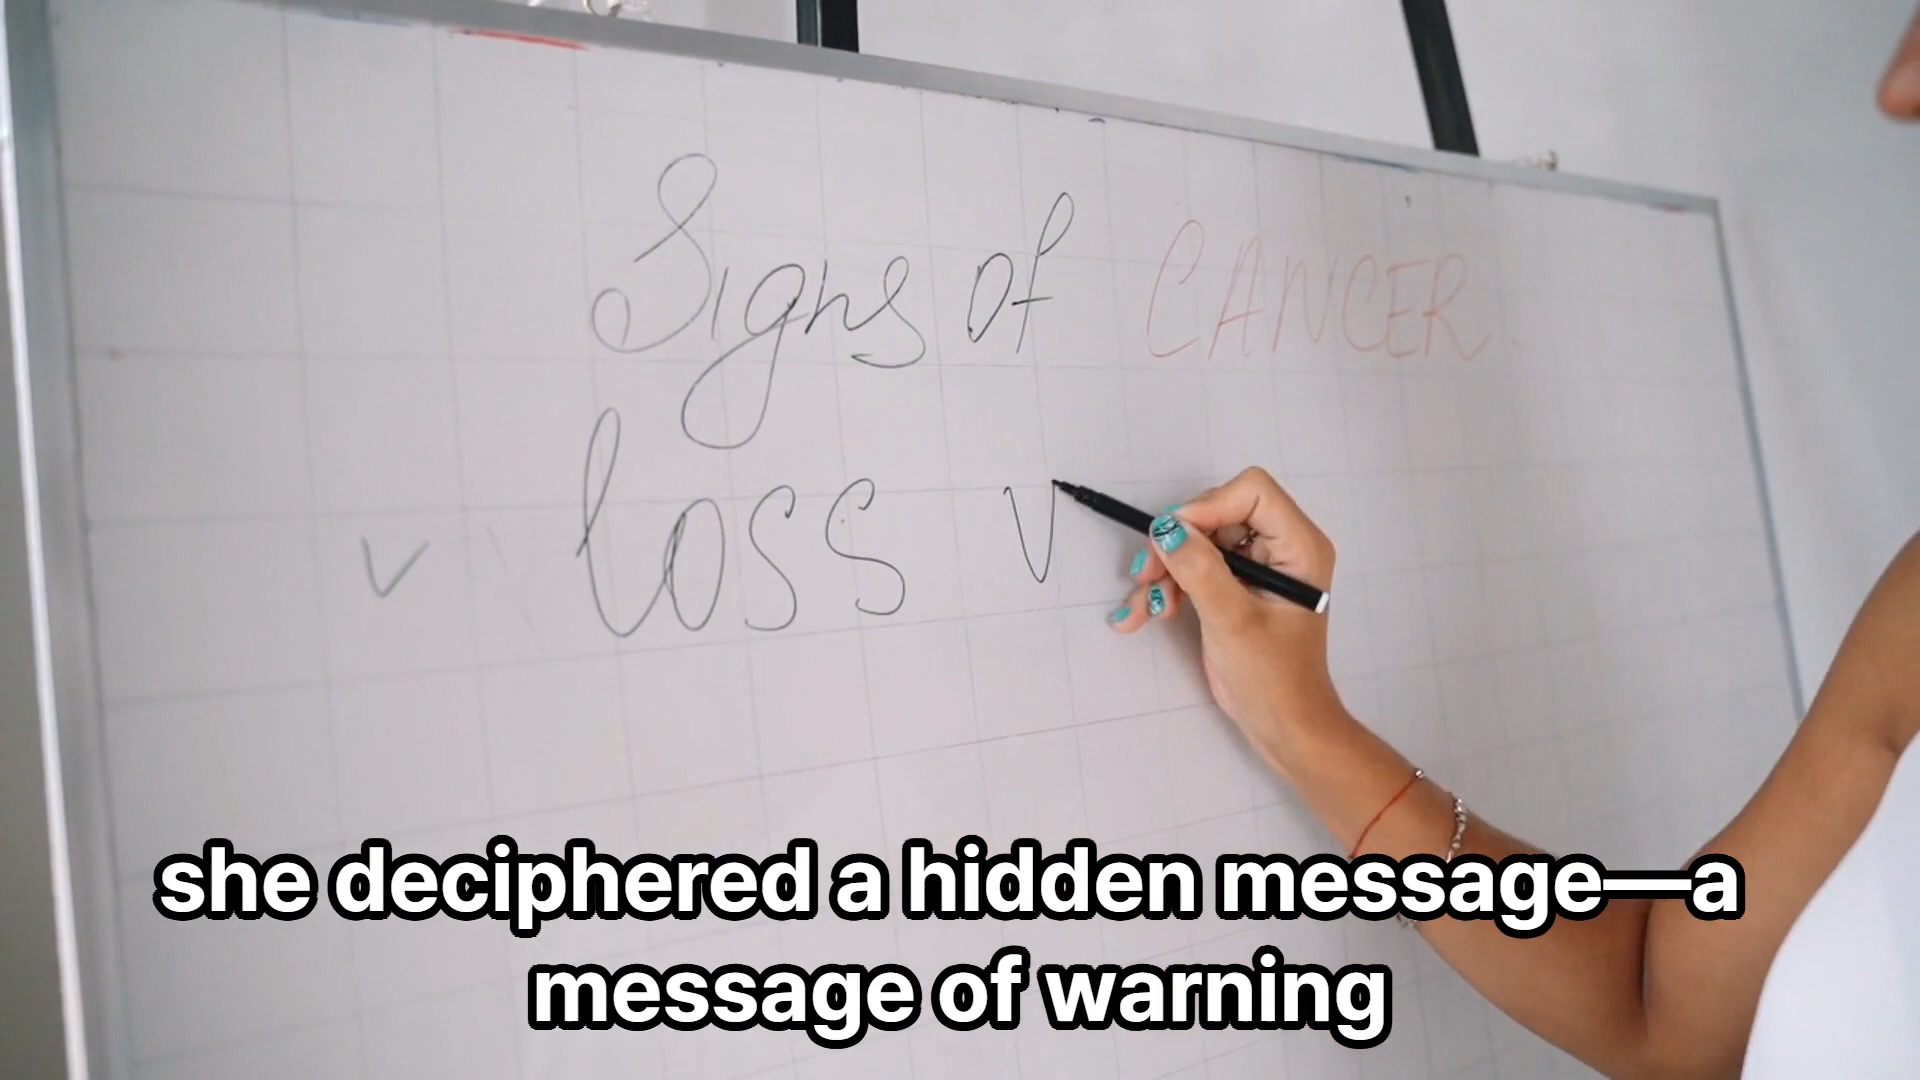 Signs of CANCER
✓ loss
she deciphered a hidden message—a
message of warning